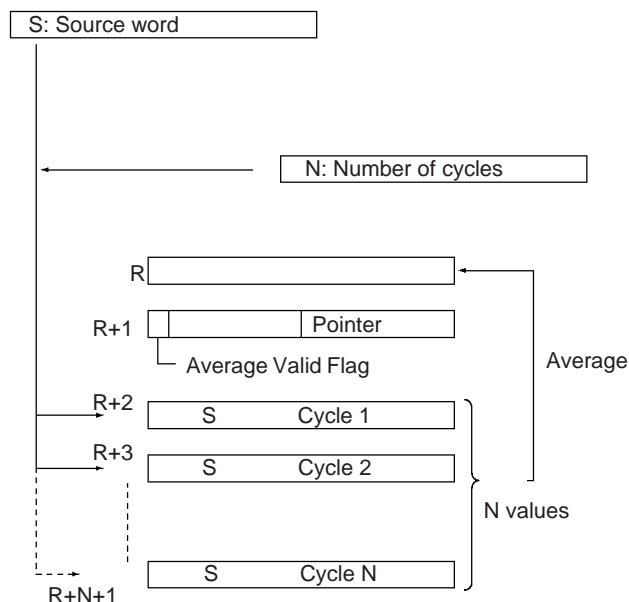 S: Source word
N: Number of cycles
R
R+1 Pointer
Average Valid Flag
Average
R+2 S Cycle 1
R+3 S Cycle 2
N values
S Cycle N
R+N+1